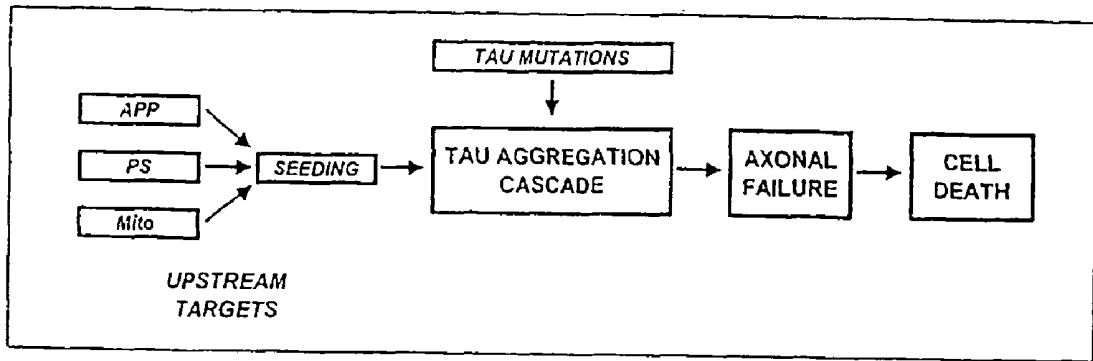 TAU MUTATIONS
APP
PS
Mito
SEEDING
TAU AGGREGATION
CASCADE
AXONAL
FAILURE
CELL
DEATH
UPSTREAM
TARGETS